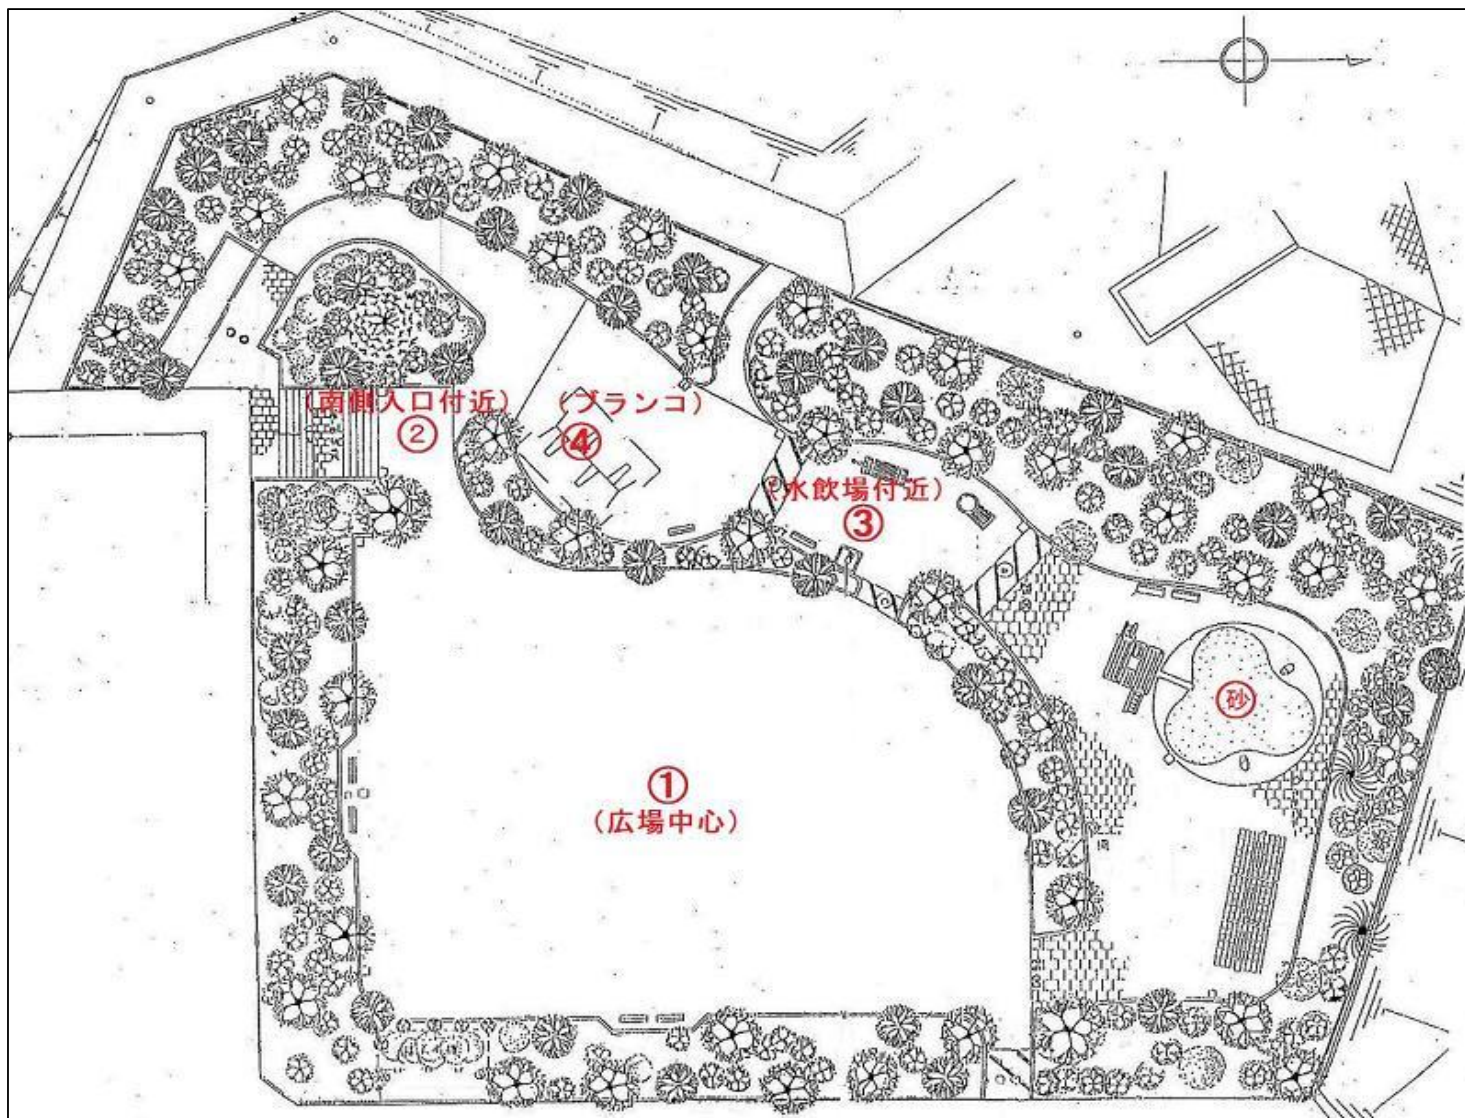 （南側入口付近）
②
（ブランコ）
④
（水飲場付近）
③
砂
①
（広場中心）